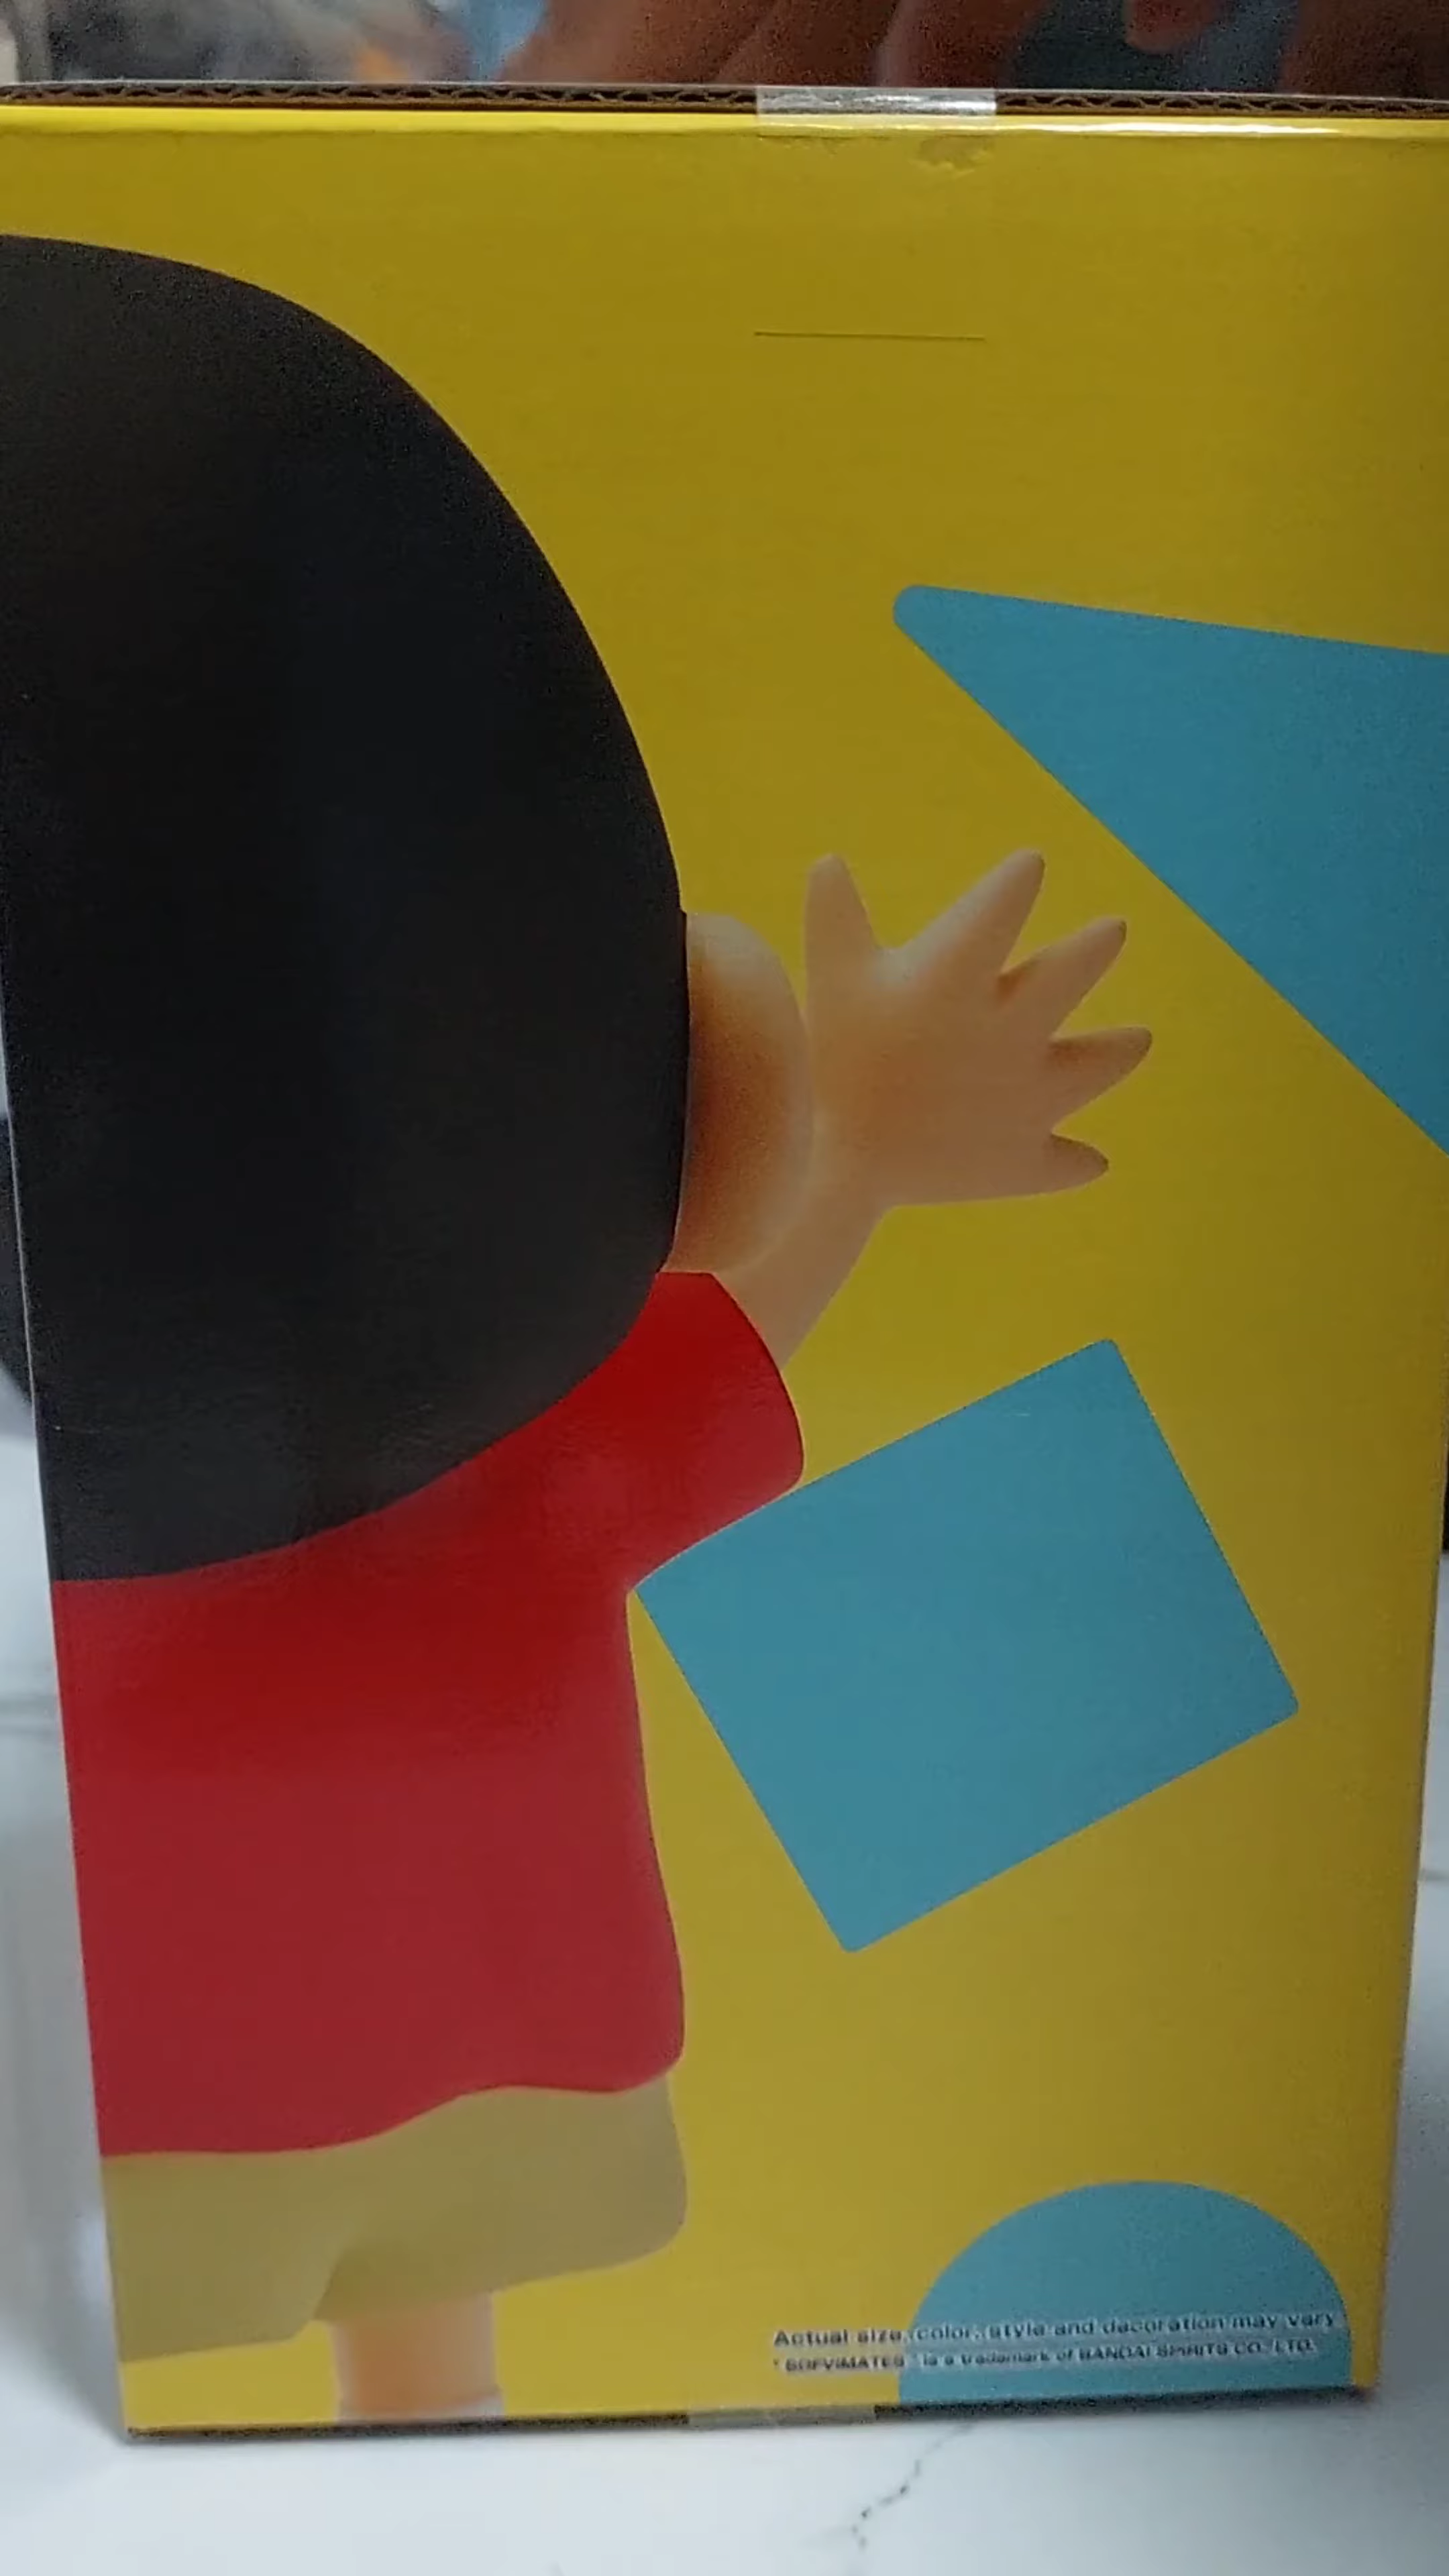 Actual size, color, style and decoration may vary
"SOFVIMATES" is a trademark of BANDAI SPIRITS CO., LTD.